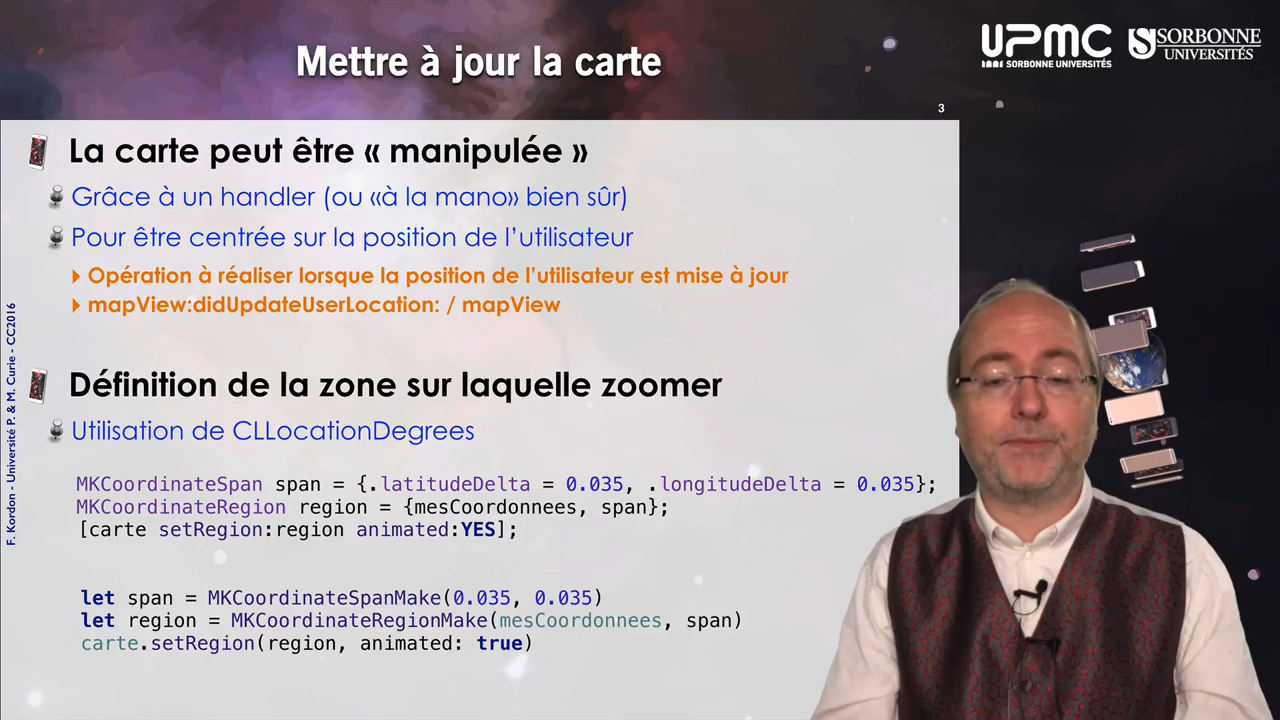 Mettre à jour la carte
UPMC
SORBONNE UNIVERSITÉS
SORBONNE
UNIVERSITÉS
3
La carte peut être « manipulée »
Grâce à un handler (ou «à la mano» bien sûr)
Pour être centrée sur la position de l’utilisateur
Opération à réaliser lorsque la position de l’utilisateur est mise à jour
mapView:didUpdateUserLocation: / mapView
Définition de la zone sur laquelle zoomer
Utilisation de CLLocationDegrees
MKCoordinateSpan span = {.latitudeDelta = 0.035, .longitudeDelta = 0.035};
MKCoordinateRegion region = {mesCoordonnees, span};
[carte setRegion:region animated:YES];
let span = MKCoordinateSpanMake(0.035, 0.035)
let region = MKCoordinateRegionMake(mesCoordonnees, span)
carte.setRegion(region, animated: true)
F. Kordon - Université P. & M. Curie - CC2016